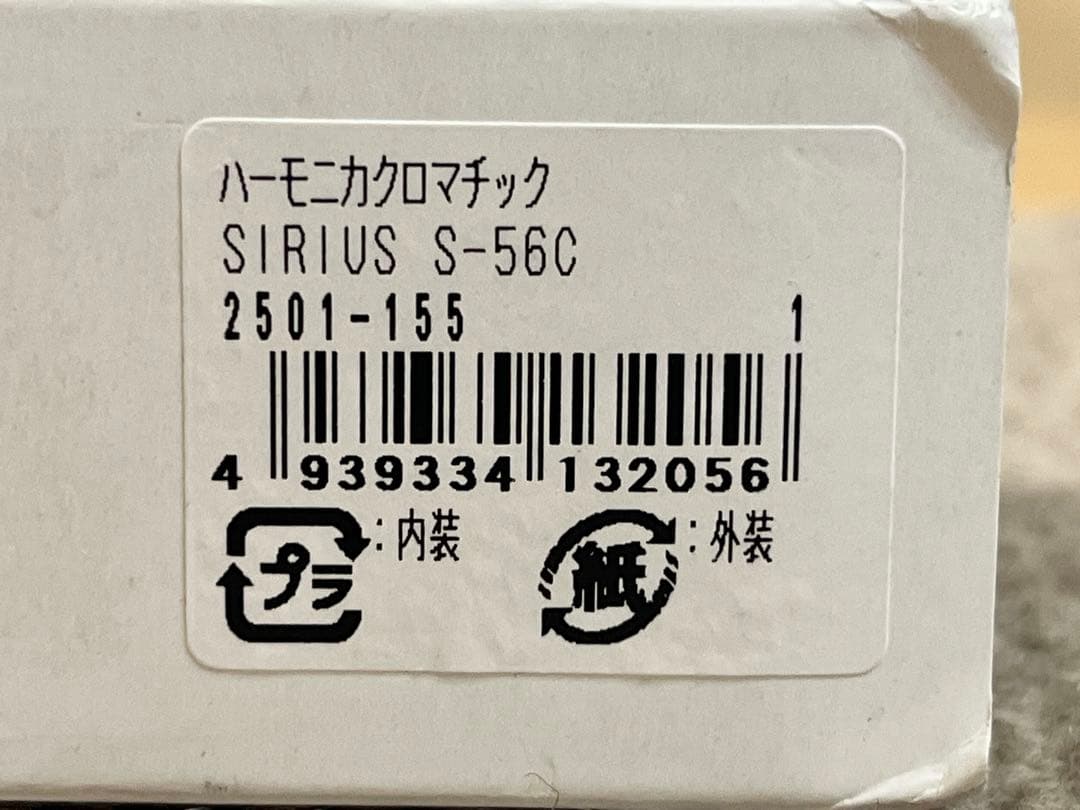 ハーモニカクロマチック
SIRIUS S-56C
2501-155 1
4 939334 132056
プラ :内装 紙 :外装